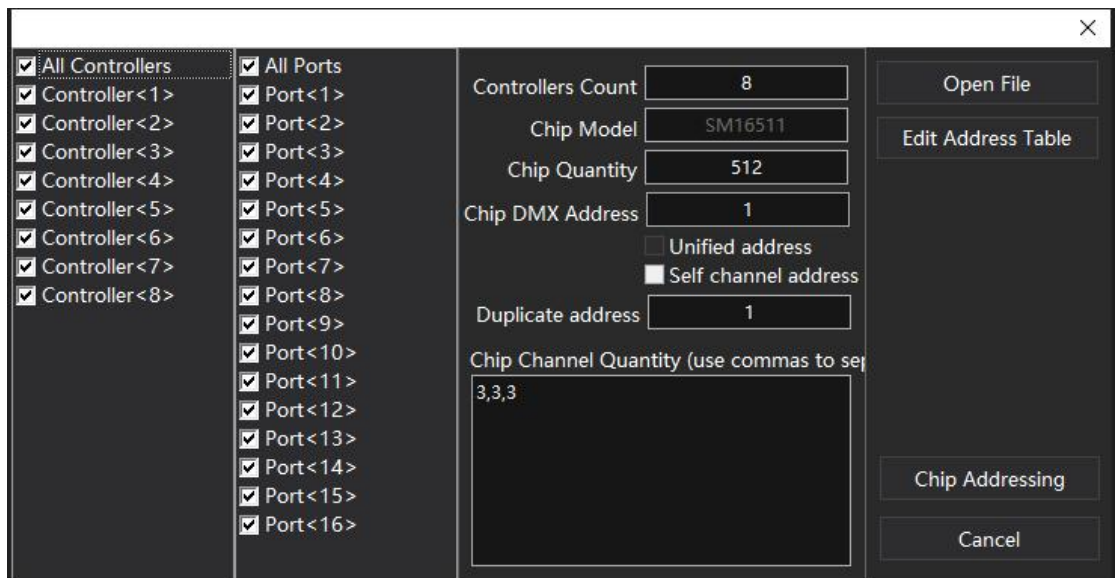 All Controllers
Controller<1>
Controller<2>
Controller<3>
Controller<4>
Controller<5>
Controller<6>
Controller<7>
Controller<8>
All Ports
Port<1>
Port<2>
Port<3>
Port<4>
Port<5>
Port<6>
Port<7>
Port<8>
Port<9>
Port<10>
Port<11>
Port<12>
Port<13>
Port<14>
Port<15>
Port<16>
Controllers Count 8
Chip Model SM16511
Chip Quantity 512
Chip DMX Address 1
Unified address
Self channel address
Duplicate address 1
Chip Channel Quantity (use commas to sep
3,3,3
Open File
Edit Address Table
Chip Addressing
Cancel